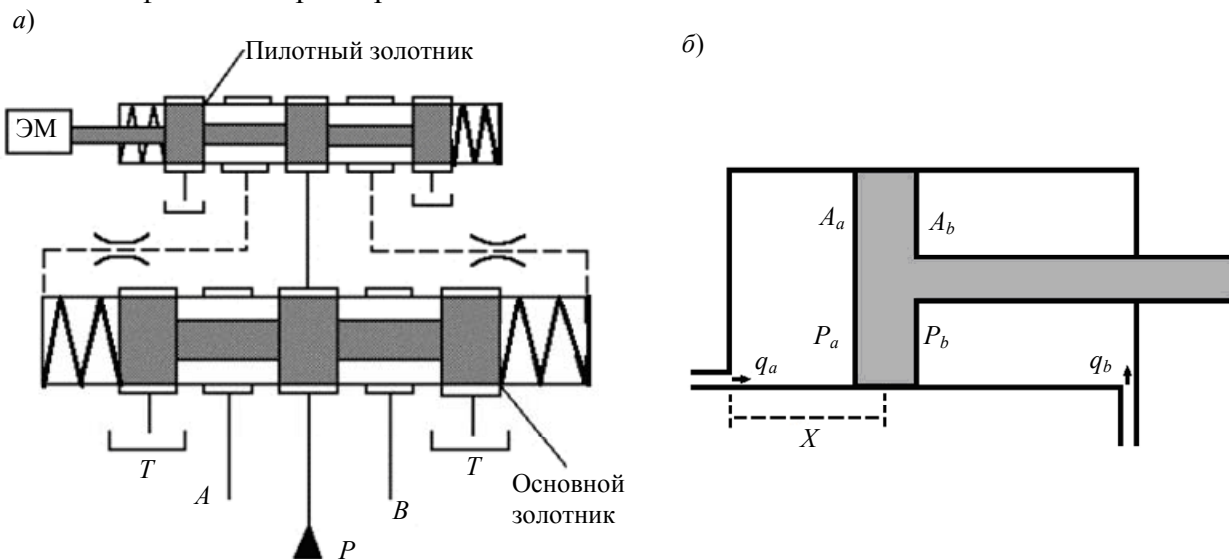 а)
Пилотный золотник
ЭМ
T
A
B
T
P
Основной
золотник
б)
A_a
A_b
P_a
P_b
q_a
q_b
X